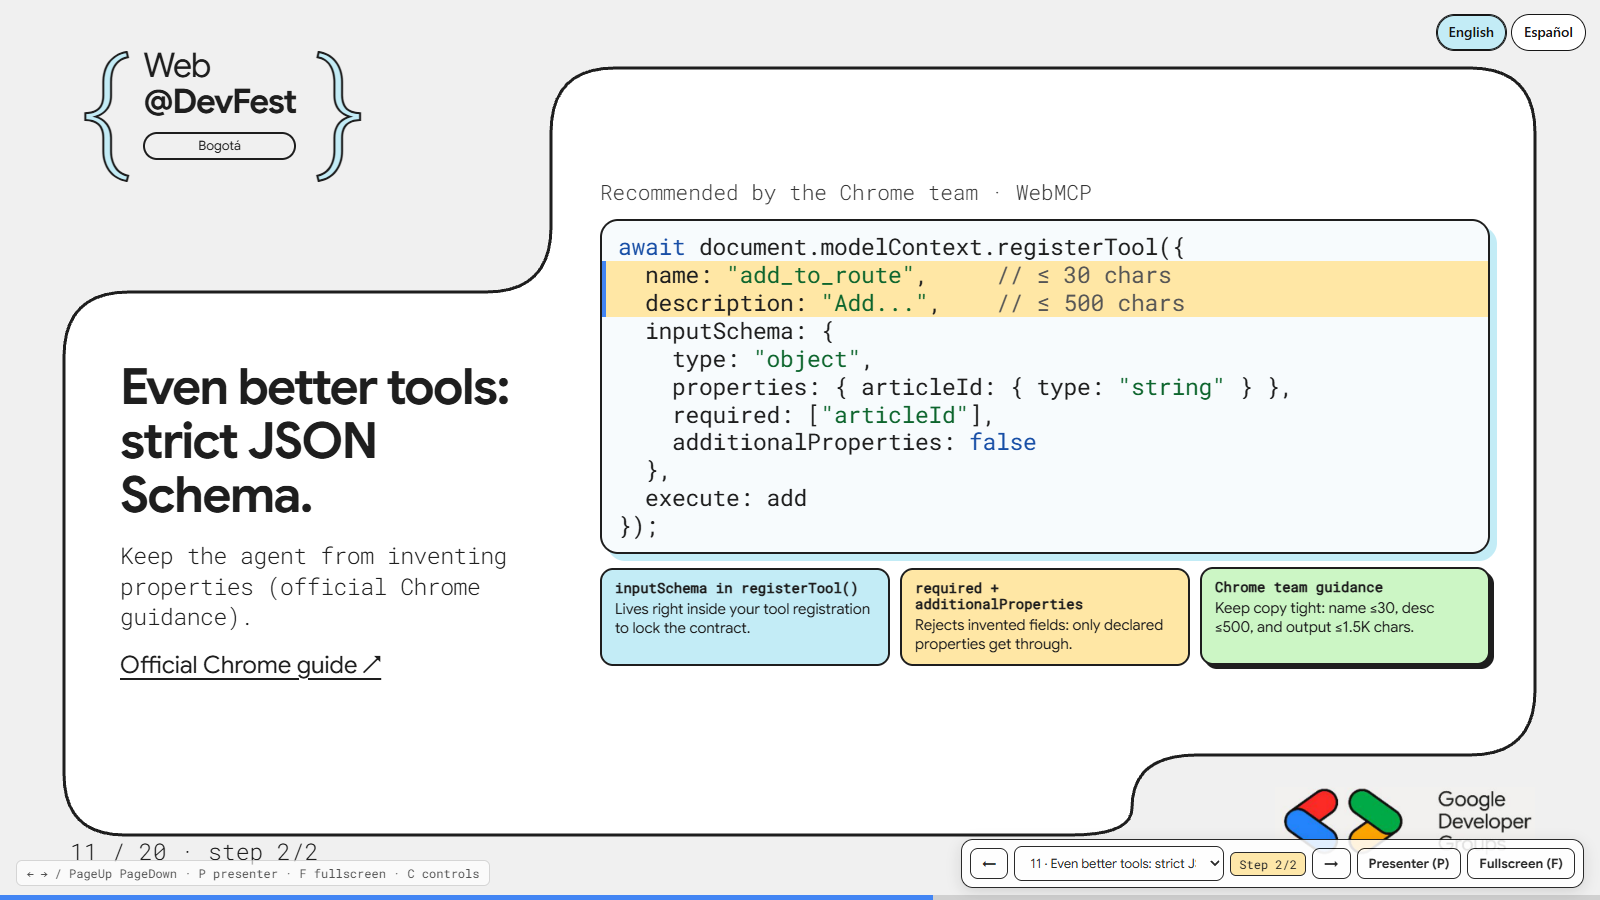 English
Español
Web
@DevFest
Bogotá
Recommended by the Chrome team · WebMCP
await document.modelContext.registerTool({
  name: "add_to_route",     // ≤ 30 chars
  description: "Add...",    // ≤ 500 chars
  inputSchema: {
    type: "object",
    properties: { articleId: { type: "string" } },
    required: ["articleId"],
    additionalProperties: false
  },
  execute: add
});
Even better tools:
strict JSON
Schema.
Keep the agent from inventing
properties (official Chrome
guidance).
Official Chrome guide ↗
inputSchema in registerTool()
Lives right inside your tool registration
to lock the contract.
required +
additionalProperties
Rejects invented fields: only declared
properties get through.
Chrome team guidance
Keep copy tight: name ≤30, desc
≤500, and output ≤1.5K chars.
Google
Developer
Groups
11 / 20 · step 2/2
← → / PageUp PageDown · P presenter · F fullscreen · C controls
←
11 · Even better tools: strict J
Step 2/2
→
Presenter (P)
Fullscreen (F)